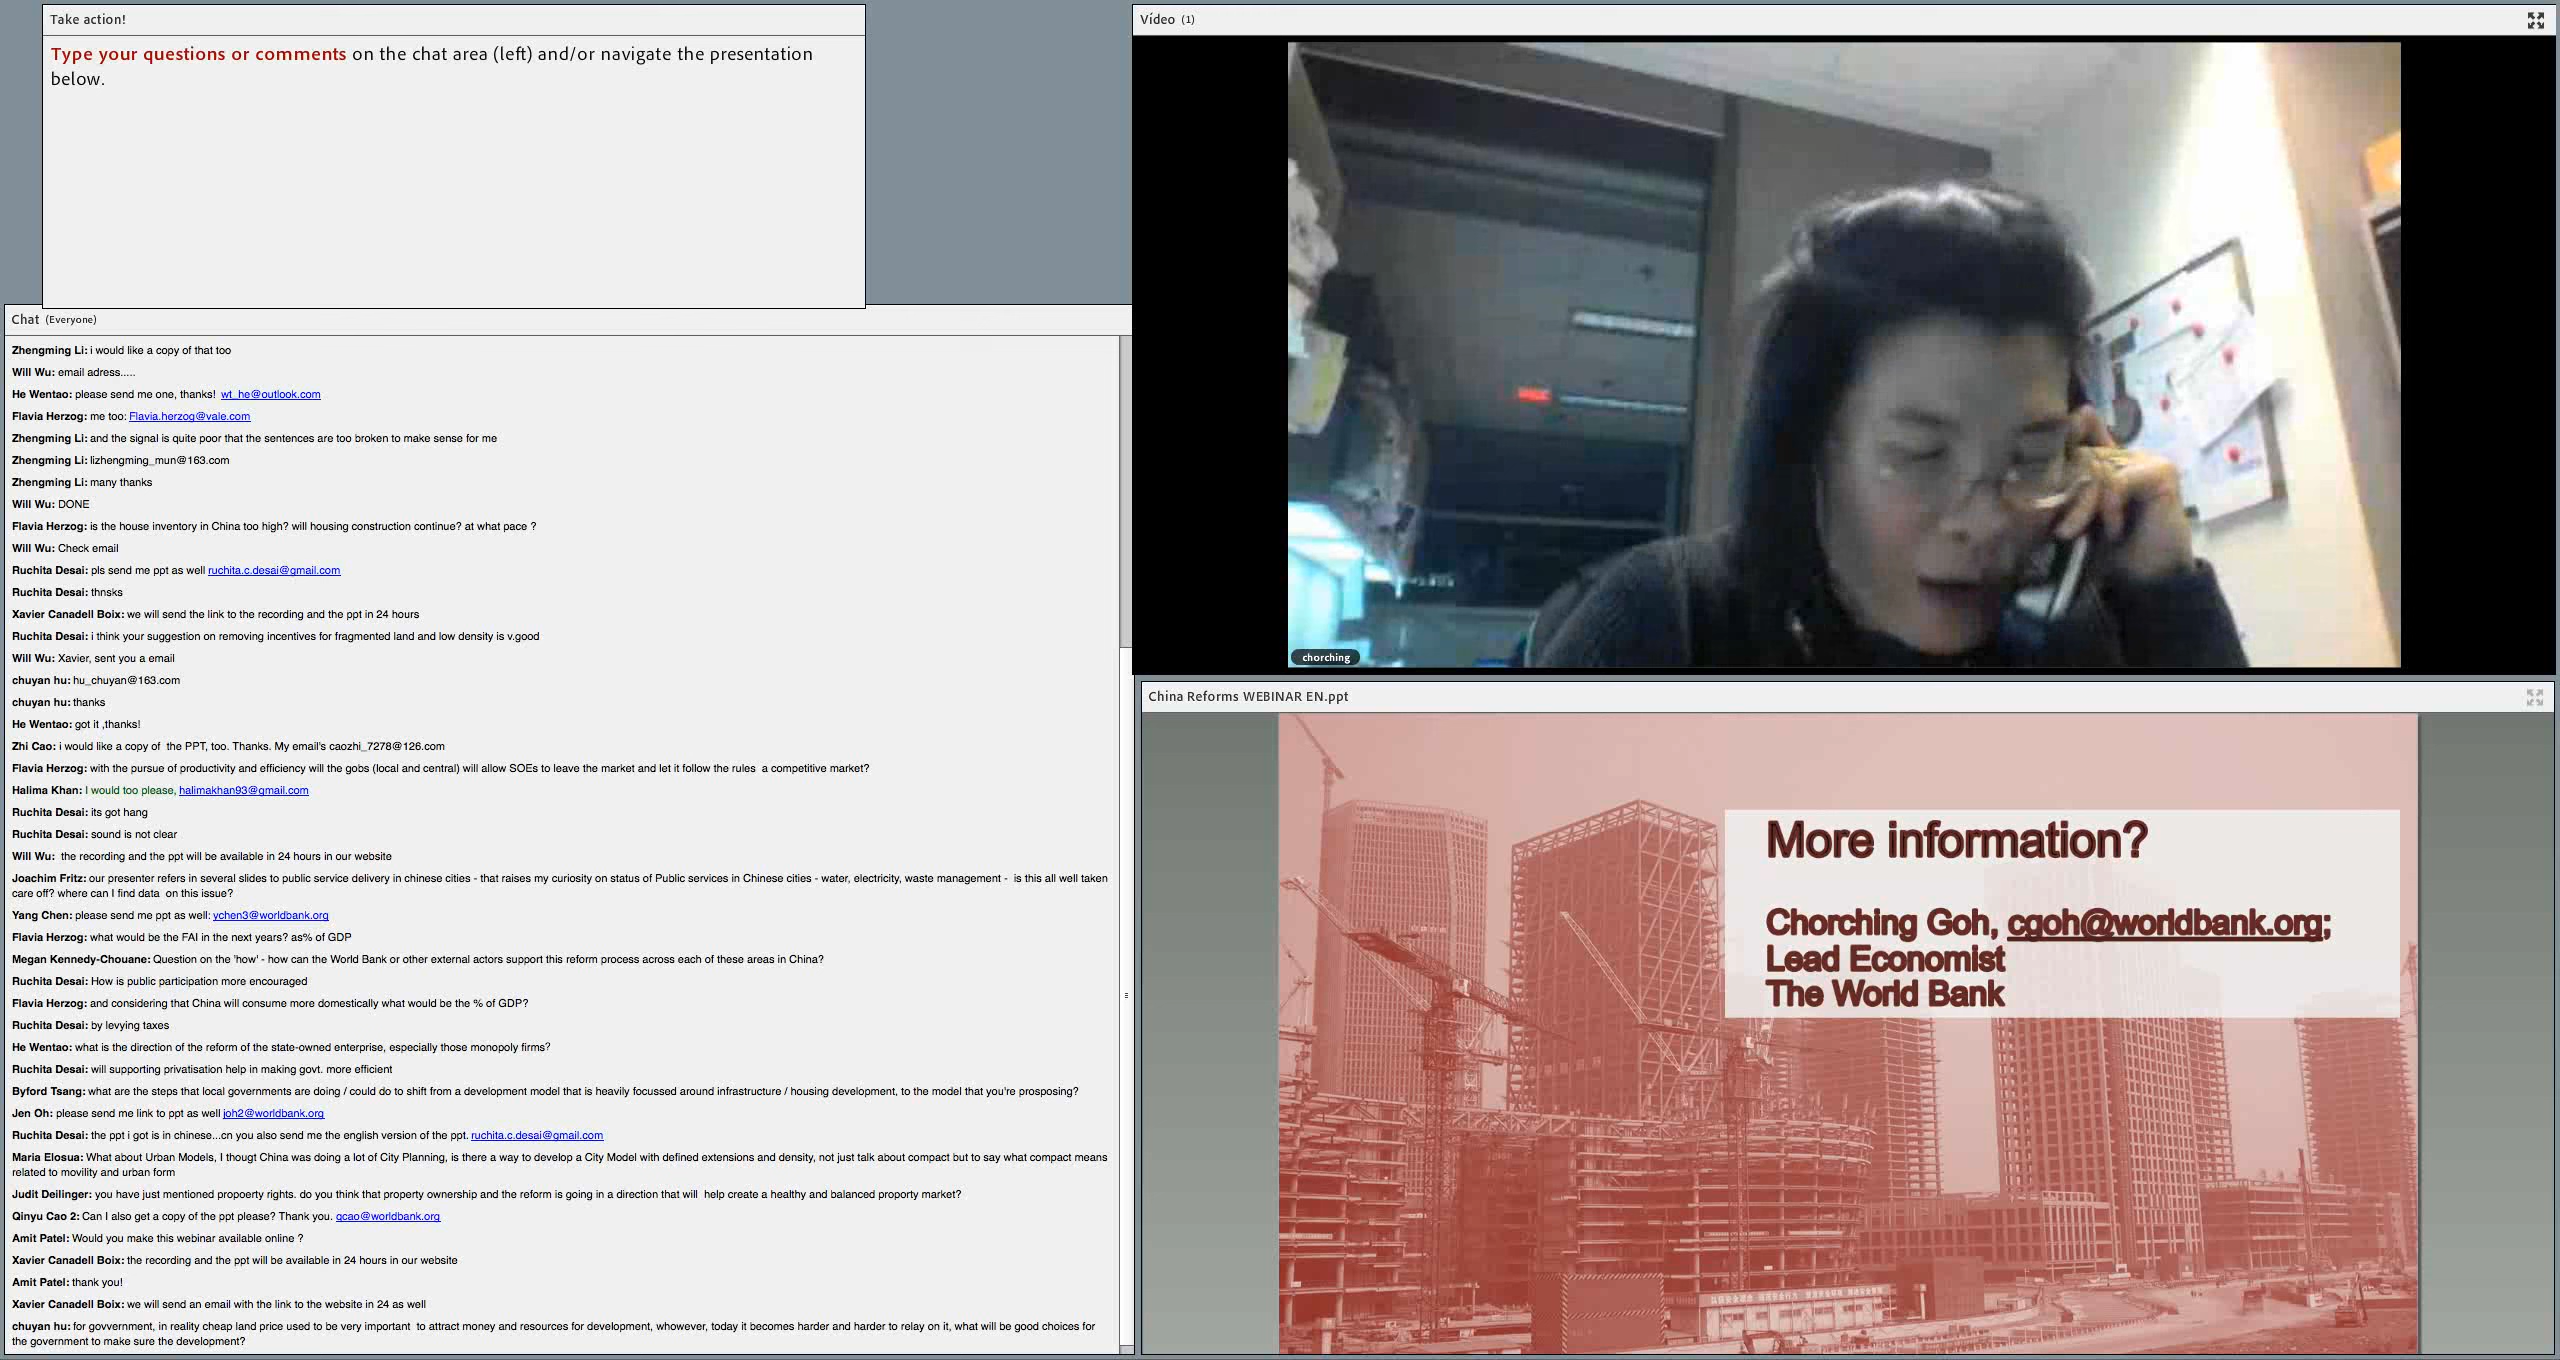 Take action!
Type your questions or comments on the chat area (left) and/or navigate the presentation
below.
Chat (Everyone)
Zhengming Li: i would like a copy of that too
Will Wu: email adress.....
He Wentao: please send me one, thanks! wt_he@outlook.com
Flavia Herzog: me too: Flavia.herzog@vale.com
Zhengming Li: and the signal is quite poor that the sentences are too broken to make sense for me
Zhengming Li: lizhengming_mun@163.com
Zhengming Li: many thanks
Will Wu: DONE
Flavia Herzog: is the house inventory in China too high? will housing construction continue? at what pace ?
Will Wu: Check email
Ruchita Desai: pls send me ppt as well ruchita.c.desai@gmail.com
Ruchita Desai: thnsks
Xavier Canadell Boix: we will send the link to the recording and the ppt in 24 hours
Ruchita Desai: i think your suggestion on removing incentives for fragmented land and low density is v.good
Will Wu: Xavier, sent you a email
chuyan hu: hu_chuyan@163.com
chuyan hu: thanks
He Wentao: got it ,thanks!
Zhi Cao: i would like a copy of the PPT, too. Thanks. My email's caozhi_7278@126.com
Flavia Herzog: with the pursue of productivity and efficiency will the gobs (local and central) will allow SOEs to leave the market and let it follow the rules a competitive market?
Halima Khan: I would too please, halimakhan93@gmail.com
Ruchita Desai: its got hang
Ruchita Desai: sound is not clear
Will Wu: the recording and the ppt will be available in 24 hours in our website
Joachim Fritz: our presenter refers in several slides to public service delivery in chinese cities - that raises my curiosity on status of Public services in Chinese cities - water, electricity, waste management - is this all well taken
care off? where can I find data on this issue?
Yang Chen: please send me ppt as well: ychen3@worldbank.org
Flavia Herzog: what would be the FAI in the next years? as% of GDP
Megan Kennedy-Chouane: Question on the 'how' - how can the World Bank or other external actors support this reform process across each of these areas in China?
Ruchita Desai: How is public participation more encouraged
Flavia Herzog: and considering that China will consume more domestically what would be the % of GDP?
Ruchita Desai: by levying taxes
He Wentao: what is the direction of the reform of the state-owned enterprise, especially those monopoly firms?
Ruchita Desai: will supporting privatisation help in making govt. more efficient
Byford Tsang: what are the steps that local governments are doing / could do to shift from a development model that is heavily focussed around infrastructure / housing development, to the model that you're prosposing?
Jen Oh: please send me link to ppt as well joh2@worldbank.org
Ruchita Desai: the ppt i got is in chinese...cn you also send me the english version of the ppt. ruchita.c.desai@gmail.com
Maria Elosua: What about Urban Models, I thougt China was doing a lot of City Planning, is there a way to develop a City Model with defined extensions and density, not just talk about compact but to say what compact means
related to movility and urban form
Judit Deilinger: you have just mentioned propoerty rights. do you think that property ownership and the reform is going in a direction that will help create a healthy and balanced property market?
Qinyu Cao 2: Can I also get a copy of the ppt please? Thank you. qcao@worldbank.org
Amit Patel: Would you make this webinar available online ?
Xavier Canadell Boix: the recording and the ppt will be available in 24 hours in our website
Amit Patel: thank you!
Xavier Canadell Boix: we will send an email with the link to the website in 24 as well
chuyan hu: for govvernment, in reality cheap land price used to be very important to attract money and resources for development, whowever, today it becomes harder and harder to relay on it, what will be good choices for
the government to make sure the development?
Vídeo (1)
chorching
China Reforms WEBINAR EN.ppt
More information?
Chorching Goh, cgoh@worldbank.org;
Lead Economist
The World Bank